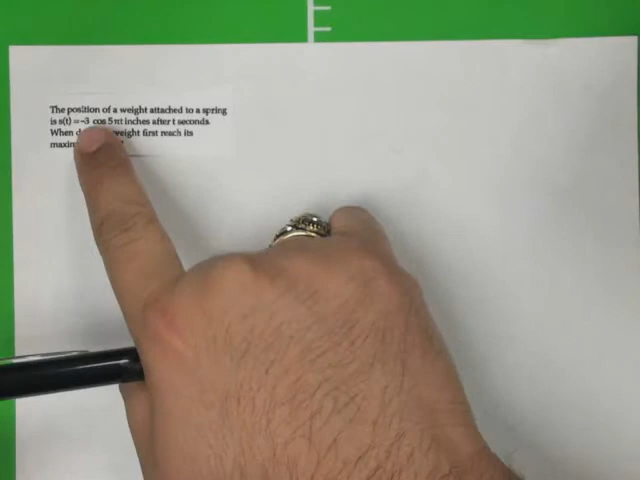 The position of a weight attached to a spring
is s(t) =-3 cos 5πt inches after t seconds.
When weight first reach its